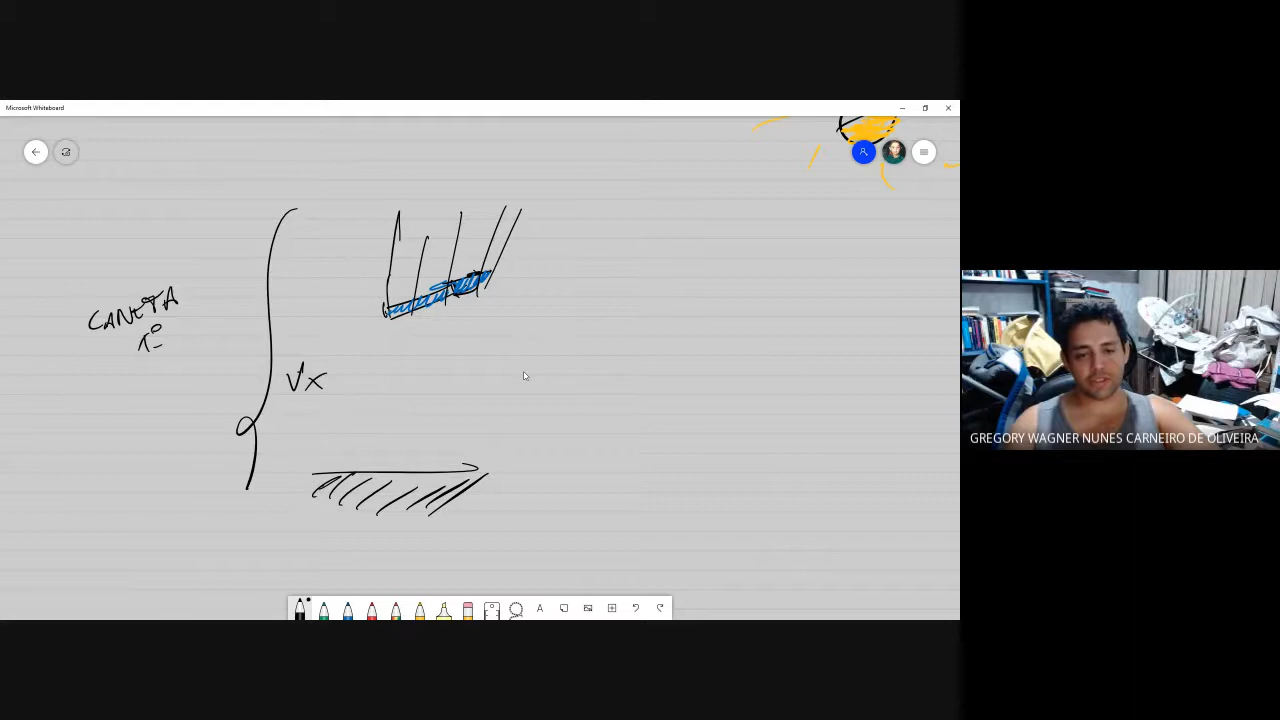 Microsoft Whiteboard
CANETA
1º
Vx
A
GREGORY WAGNER NUNES CARNEIRO DE OLIVEIRA